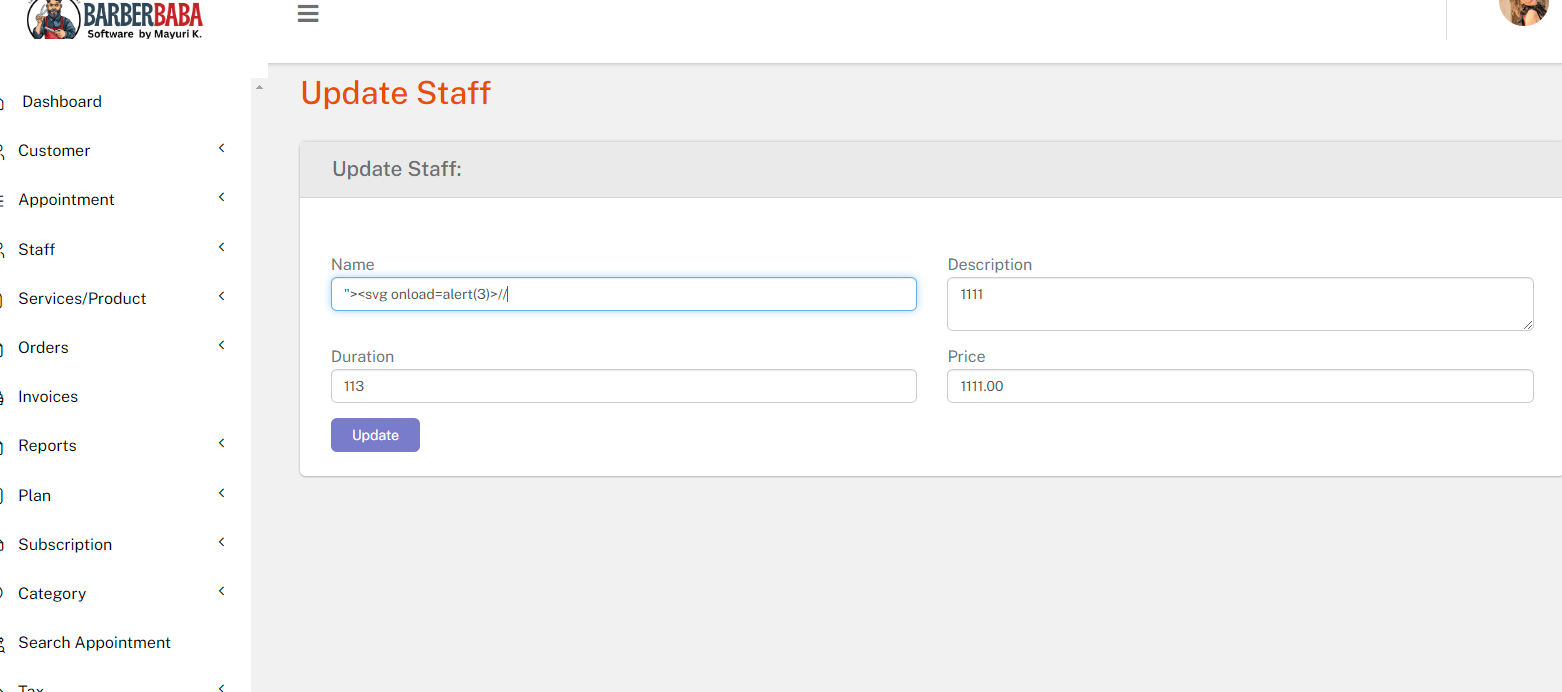 BARBERBABA
Software by Mayuri K.
Dashboard
Customer
Appointment
Staff
Services/Product
Orders
Invoices
Reports
Plan
Subscription
Category
Search Appointment
Tax
Update Staff
Update Staff:
Name
"><svg onload=alert(3)>//
Description
1111
Duration
113
Price
1111.00
Update